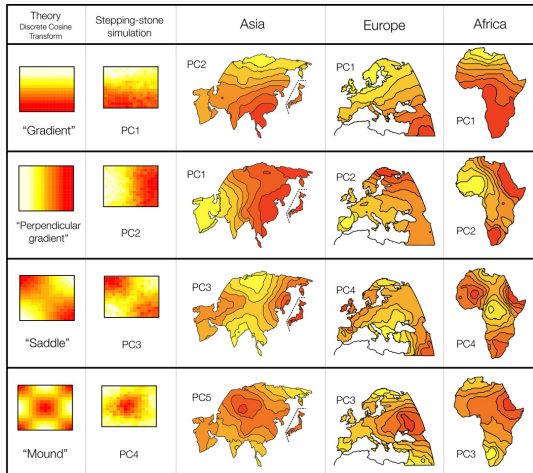 Theory
Discrete Cosine
Transform
Stepping-stone
simulation
Asia
Europe
Africa
"Gradient"
PC1
PC2
PC1
PC1
"Perpendicular
gradient"
PC2
PC1
PC2
PC2
"Saddle"
PC3
PC3
PC4
PC4
"Mound"
PC4
PC5
PC3
PC3